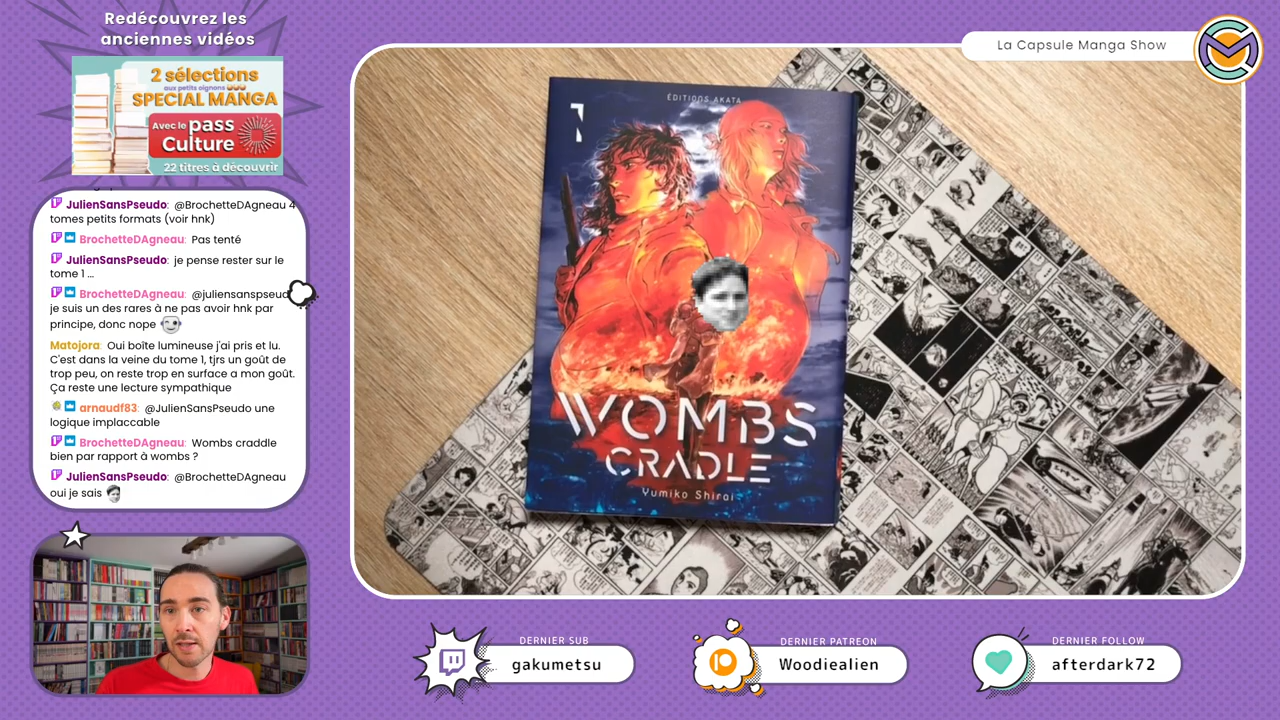 Redécouvrez les
anciennes vidéos
2 sélections
aux petits oignons
SPECIAL MANGA
Avec le pass
Culture
22 titres à découvrir
JulienSansPseudo: @BrochetteDAgneau 4
tomes petits formats (voir hnk)
BrochetteDAgneau: Pas tenté
JulienSansPseudo: je pense rester sur le
tome 1 ...
BrochetteDAgneau: @juliensanspseud
je suis un des rares à ne pas avoir hnk par
principe, donc nope
Matojora: Oui boîte lumineuse j'ai pris et lu.
C'est dans la veine du tome 1, tjrs un goût de
trop peu, on reste trop en surface a mon goût.
Ça reste une lecture sympathique
arnaudf83: @JulienSansPseudo une
logique implaccable
BrochetteDAgneau: Wombs craddle
bien par rapport à wombs ?
JulienSansPseudo: @BrochetteDAgneau
oui je sais
La Capsule Manga Show
ÉDITIONS AKATA
1
WOMBS
CRADLE
Yumiko Shirai
DERNIER SUB
gakumetsu
DERNIER PATREON
Woodiealien
DERNIER FOLLOW
afterdark72